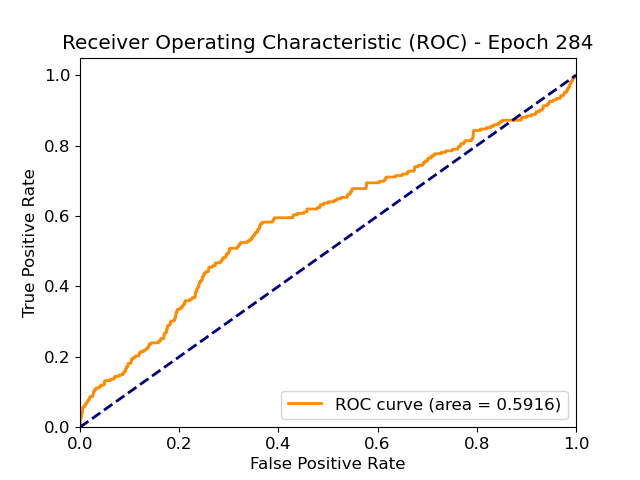 Receiver Operating Characteristic (ROC) - Epoch 284
True Positive Rate
1.0
0.8
0.6
0.4
0.2
0.0
0.0 0.2 0.4 0.6 0.8 1.0
False Positive Rate
ROC curve (area = 0.5916)